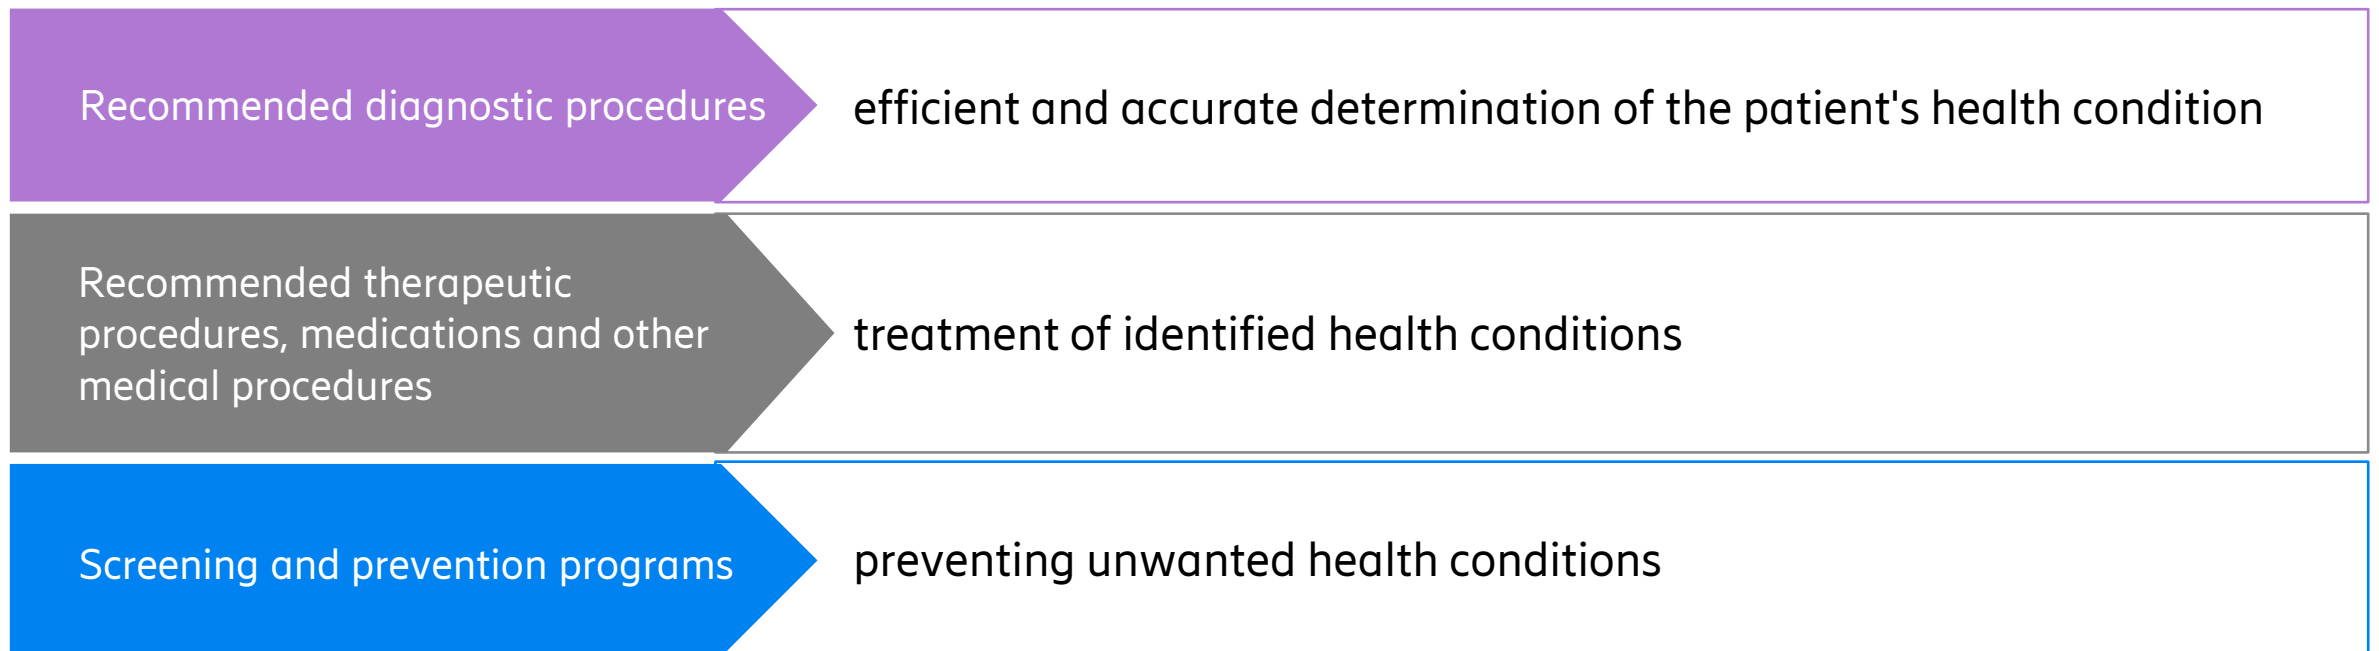 Recommended diagnostic procedures
efficient and accurate determination of the patient's health condition
Recommended therapeutic
procedures, medications and other
medical procedures
treatment of identified health conditions
Screening and prevention programs
preventing unwanted health conditions